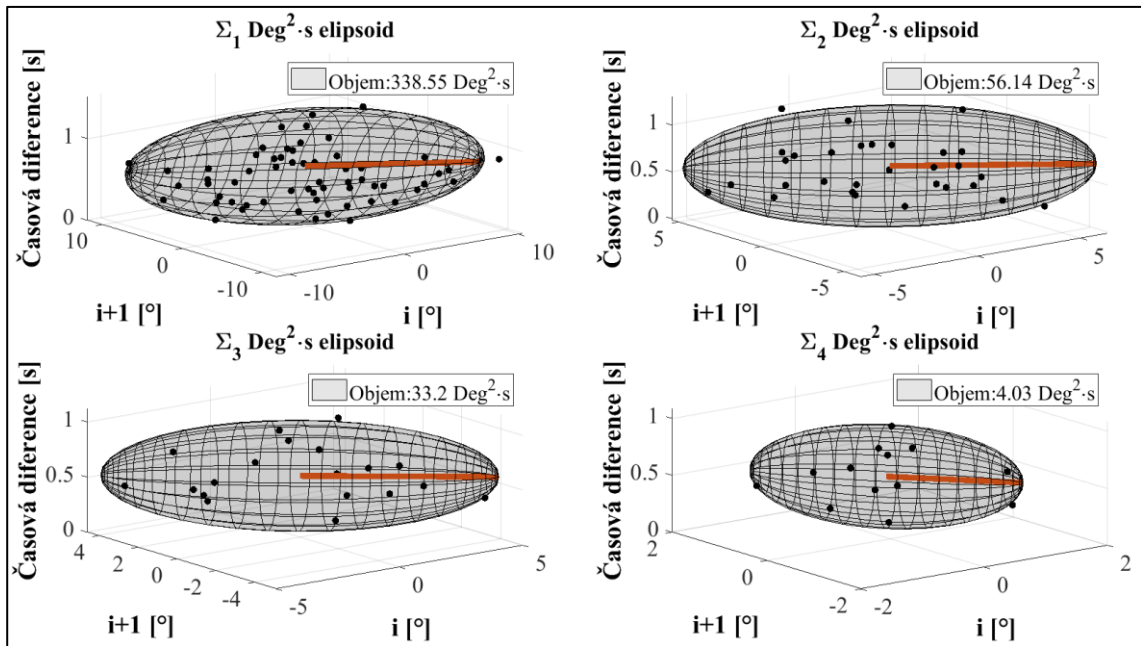 Σ1 Deg2·s elipsoid
Objem:338.55 Deg2·s
Časová diference [s]
1
0.5
0
10
0
-10
-10
0
10
i+1 [°]
i [°]
Σ2 Deg2·s elipsoid
Objem:56.14 Deg2·s
Časová diference [s]
1
0.5
0
5
0
-5
-5
0
5
i+1 [°]
i [°]
Σ3 Deg2·s elipsoid
Objem:33.2 Deg2·s
Časová diference [s]
1
0.5
0
4
2
0
-2
-4
-5
0
5
i+1 [°]
i [°]
Σ4 Deg2·s elipsoid
Objem:4.03 Deg2·s
Časová diference [s]
1
0.5
0
2
0
-2
-2
0
2
i+1 [°]
i [°]